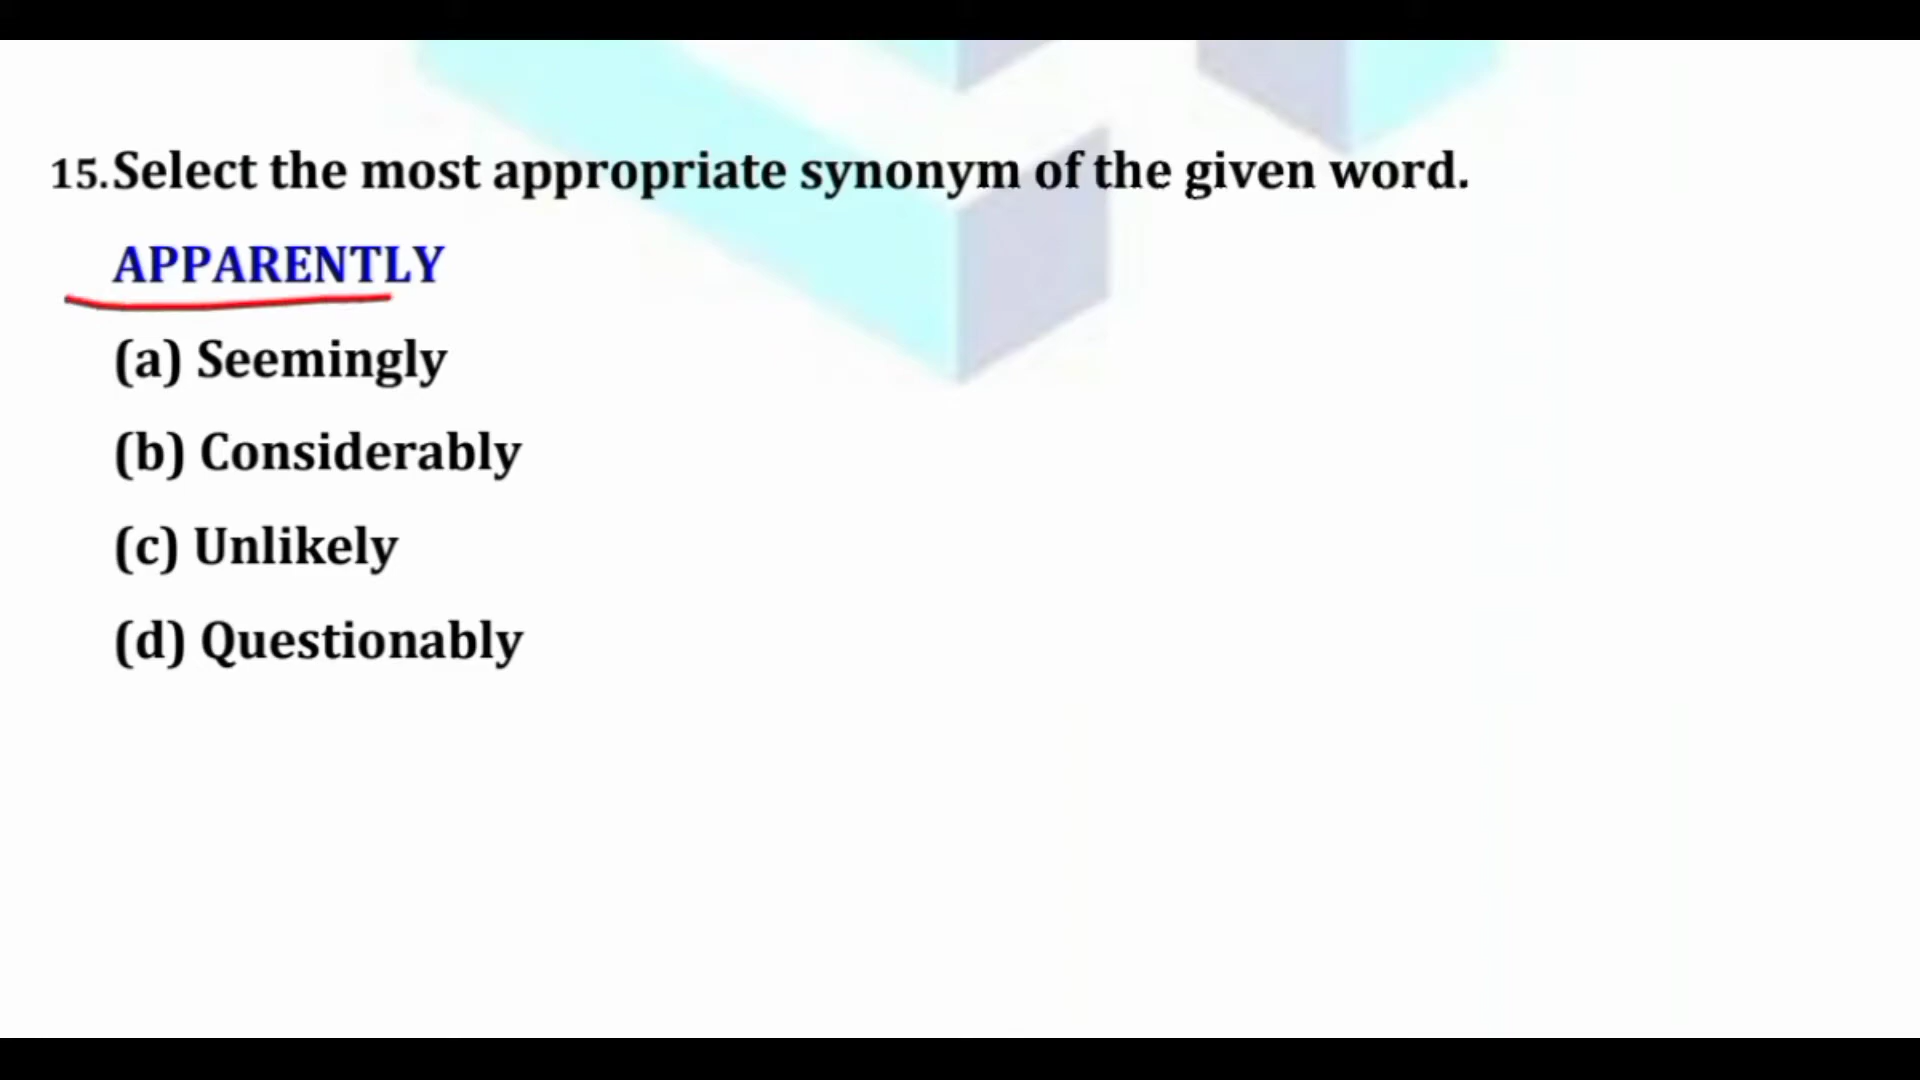 15.Select the most appropriate synonym of the given word.
APPARENTLY
(a) Seemingly
(b) Considerably
(c) Unlikely
(d) Questionably